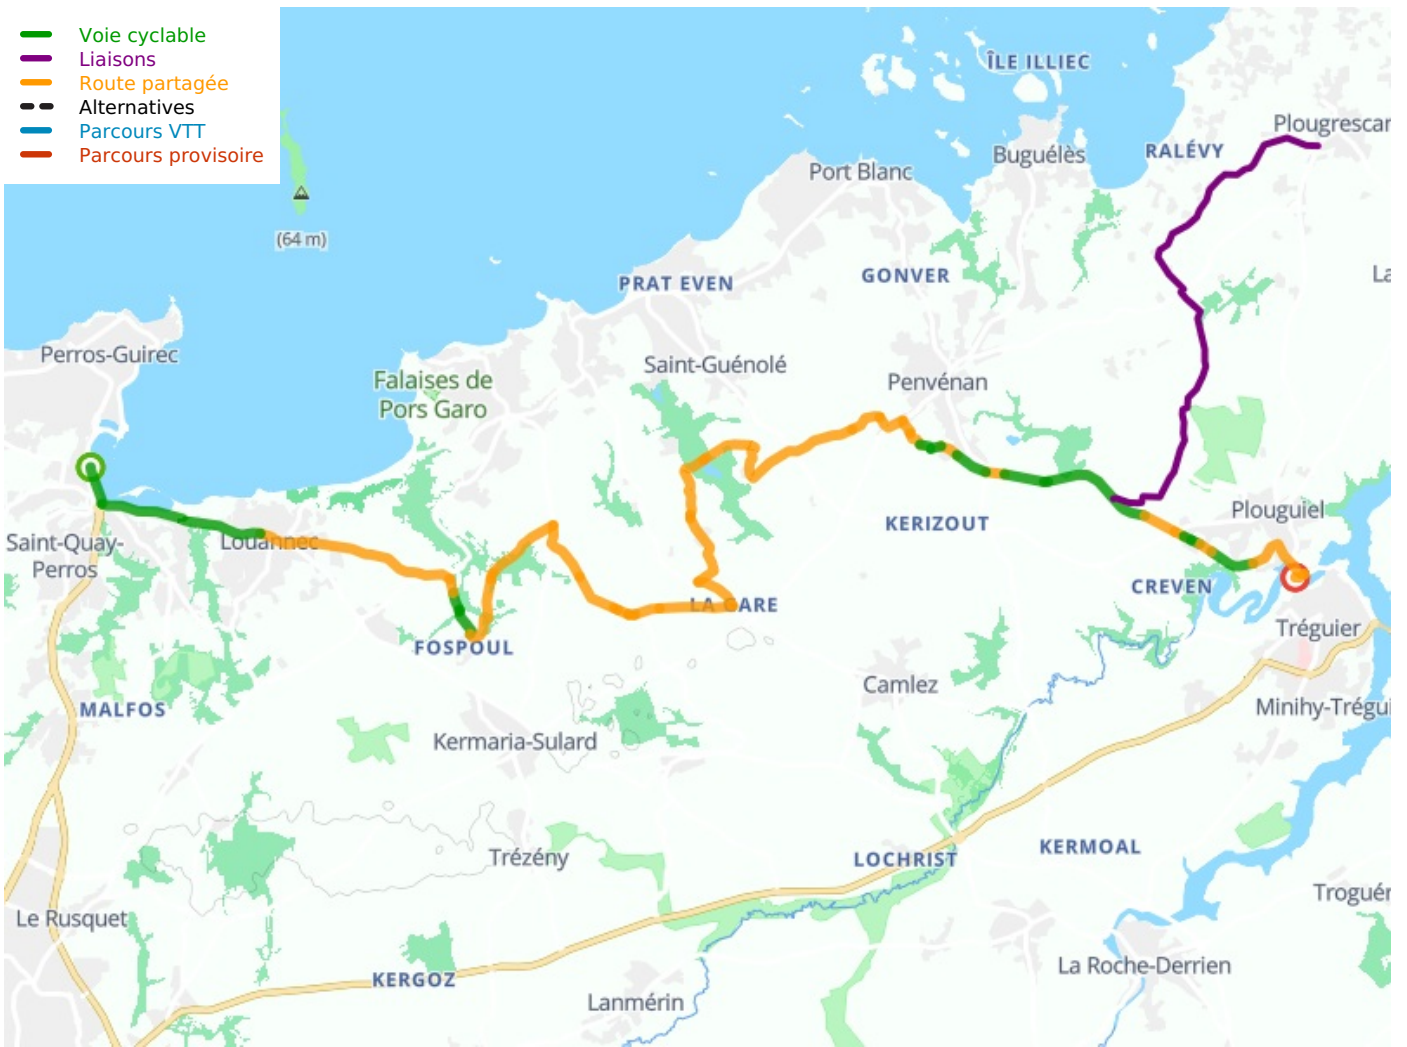 Voie cyclable
Liaisons
Route partagée
Alternatives
Parcours VTT
Parcours provisoire
ÎLE ILLIEC
Plougrescar
Port Blanc
Buguélès
RALÉVY
(64 m)
PRAT EVEN
GONVER
La
Perros-Guirec
Saint-Guénolé
Falaises de
Pors Garo
Penvénan
Plouguiel
KERIZOUT
Saint-Quay-
Perros
Louannec
CREVEN
LA GARE
Tréguier
FOSPOUL
Camlez
MALFOS
Minihy-Trégui
Kermaria-Sulard
Trézény
LOCHRIST
KERMOAL
Troguér
Le Rusquet
KERGOZ
La Roche-Derrien
Lanmérin